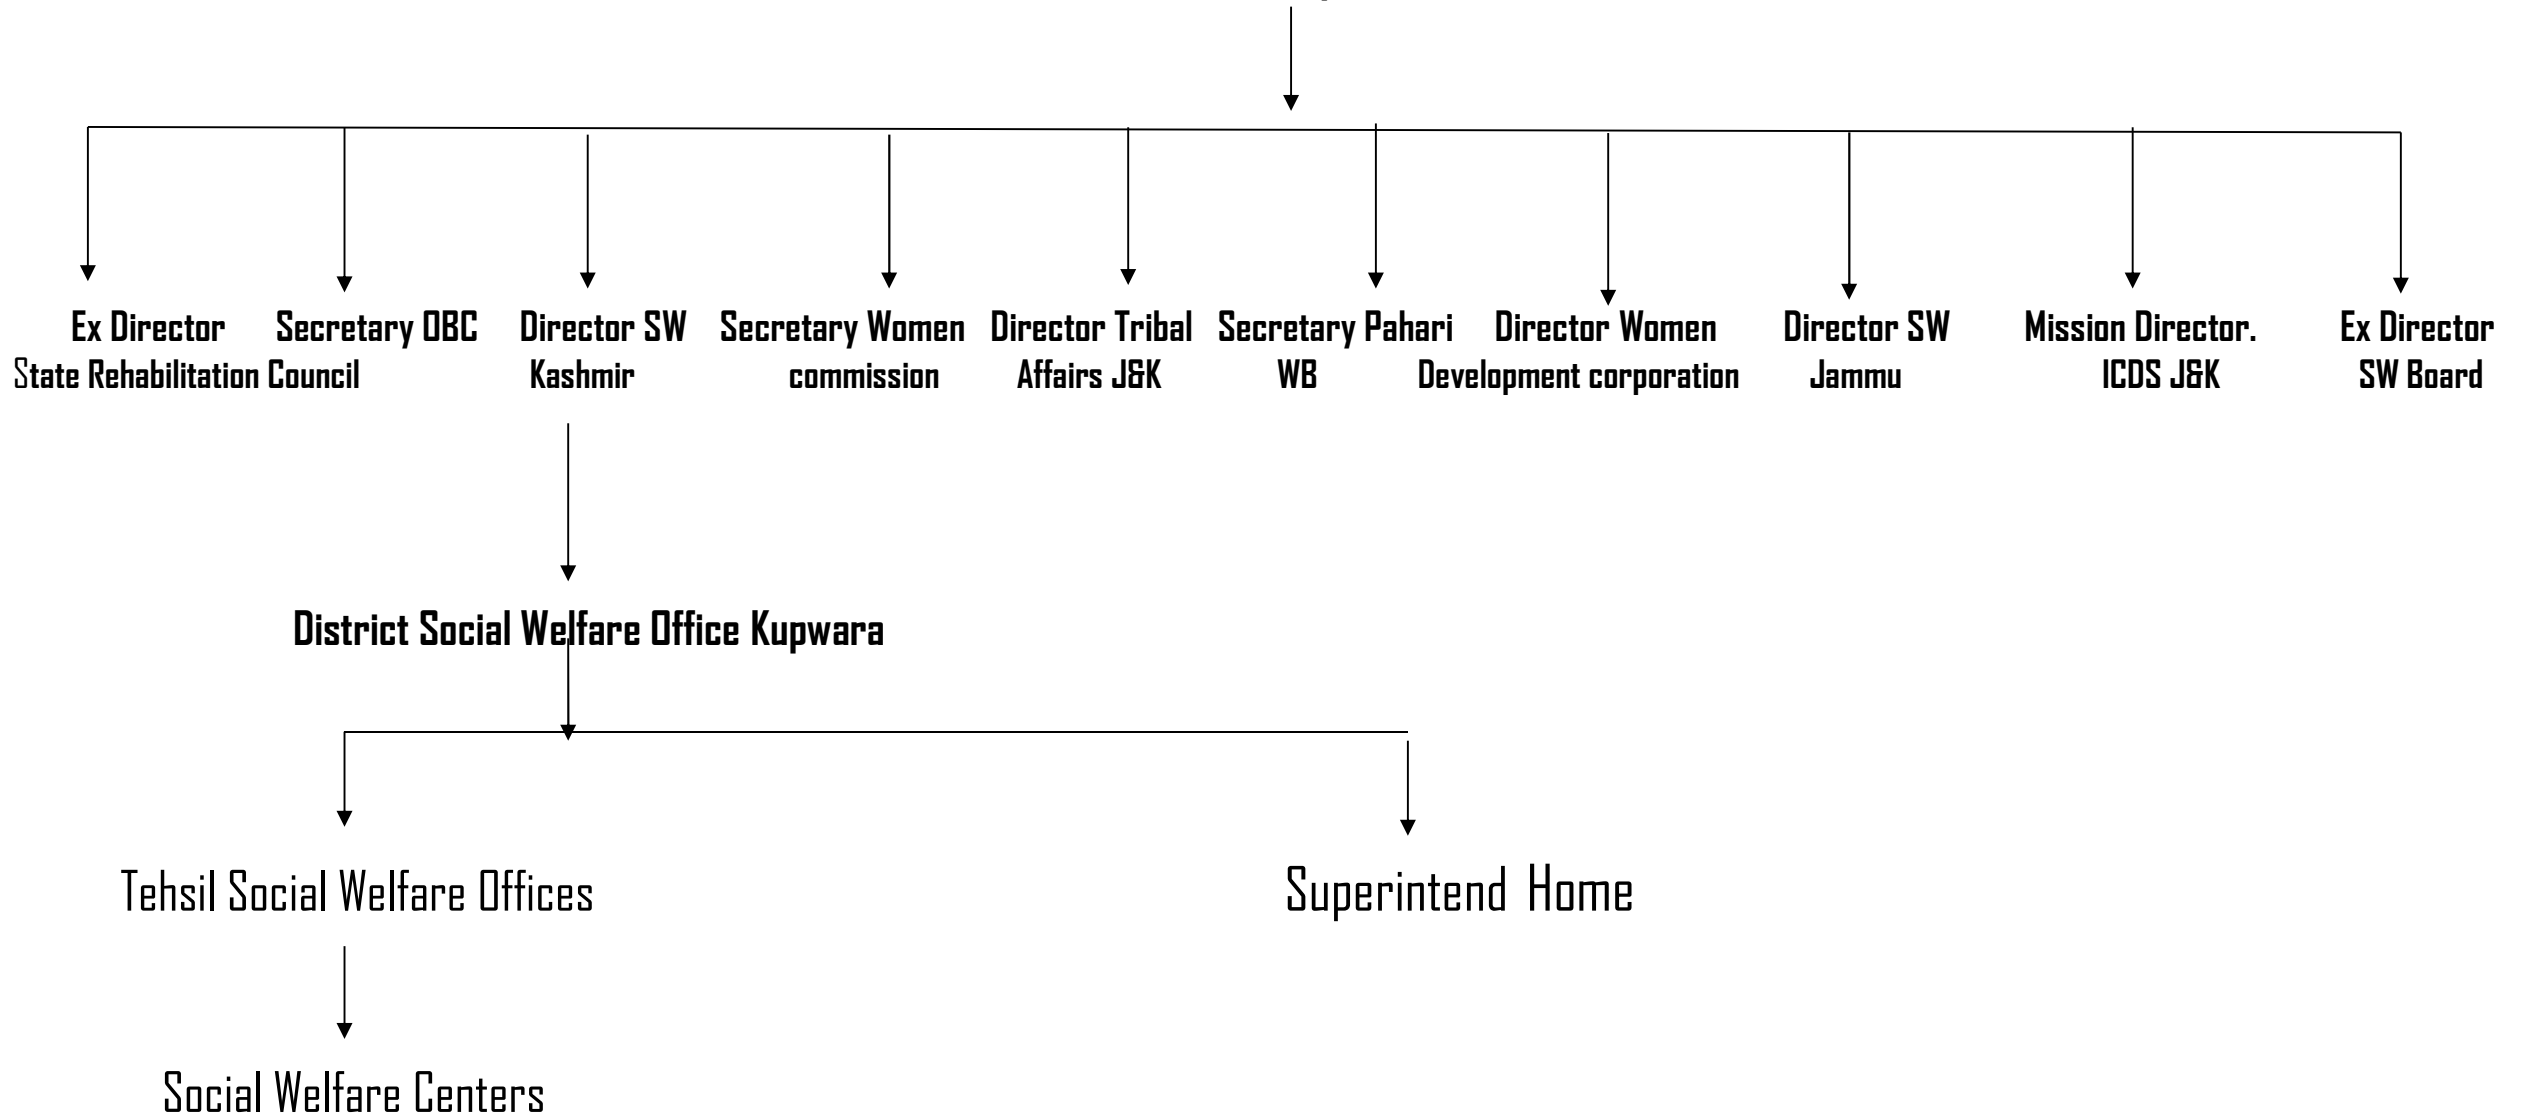 Ex Director Secretary OBC Director SW Secretary Women Director Tribal Secretary Pahari Director Women Director SW Mission Director. Ex Director
State Rehabilitation Council Kashmir commission Affairs J&K WB Development corporation Jammu ICDS J&K SW Board
District Social Welfare Office Kupwara
Tehsil Social Welfare Offices Superintend Home
Social Welfare Centers